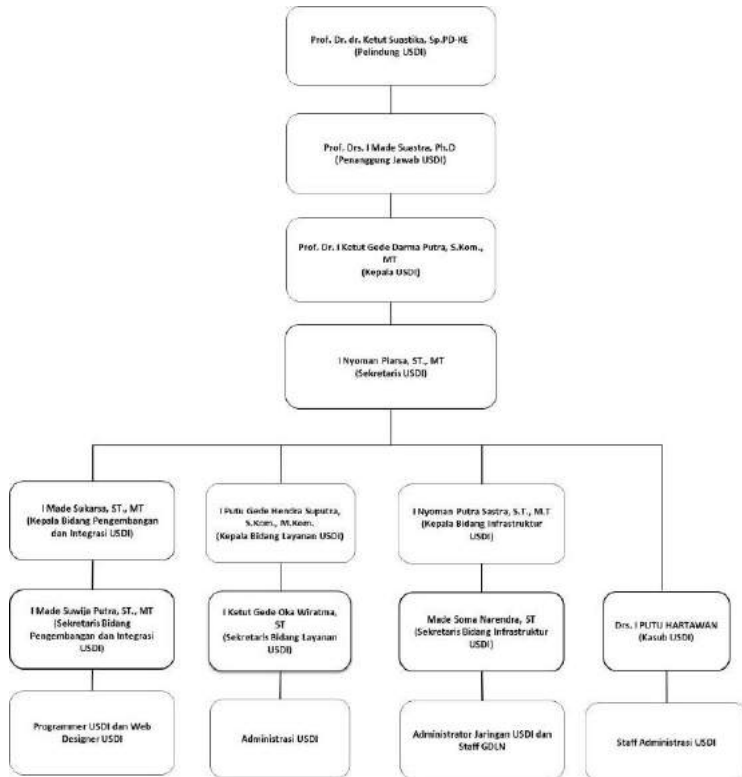 Prof. Dr. dr. Ketut Suastika, Sp.PD-KE
(Pelindung USDI)
Prof. Drs. I Made Suastra, Ph.D
(Penanggung Jawab USDI)
Prof. Dr. I Ketut Gede Darma Putra, S.Kom.,
MT
(Kepala USDI)
I Nyoman Piarsa, ST., MT
(Sekretaris USDI)
I Made Sukarsa, ST., MT
(Kepala Bidang Pengembangan
dan Integrasi USDI)
I Putu Gede Hendra Suputra,
S.Kom., M.Kom.
(Kepala Bidang Layanan USDI)
I Nyoman Putra Sastra, S.T., M.T
(Kepala Bidang Infrastruktur
USDI)
I Made Suwija Putra, ST., MT
(Sekretaris Bidang
Pengembangan dan Integrasi
USDI)
I Ketut Gede Oka Wiratma,
ST
(Sekretaris Bidang Layanan
USDI)
Made Soma Narendra, ST
(Sekretaris Bidang Infrastruktur
USDI)
Drs. I PUTU HARTAWAN
(Kasub USDI)
Programmer USDI dan Web
Designer USDI
Administrasi USDI
Administrator Jaringan USDI dan
Staff GDLN
Staff Administrasi USDI